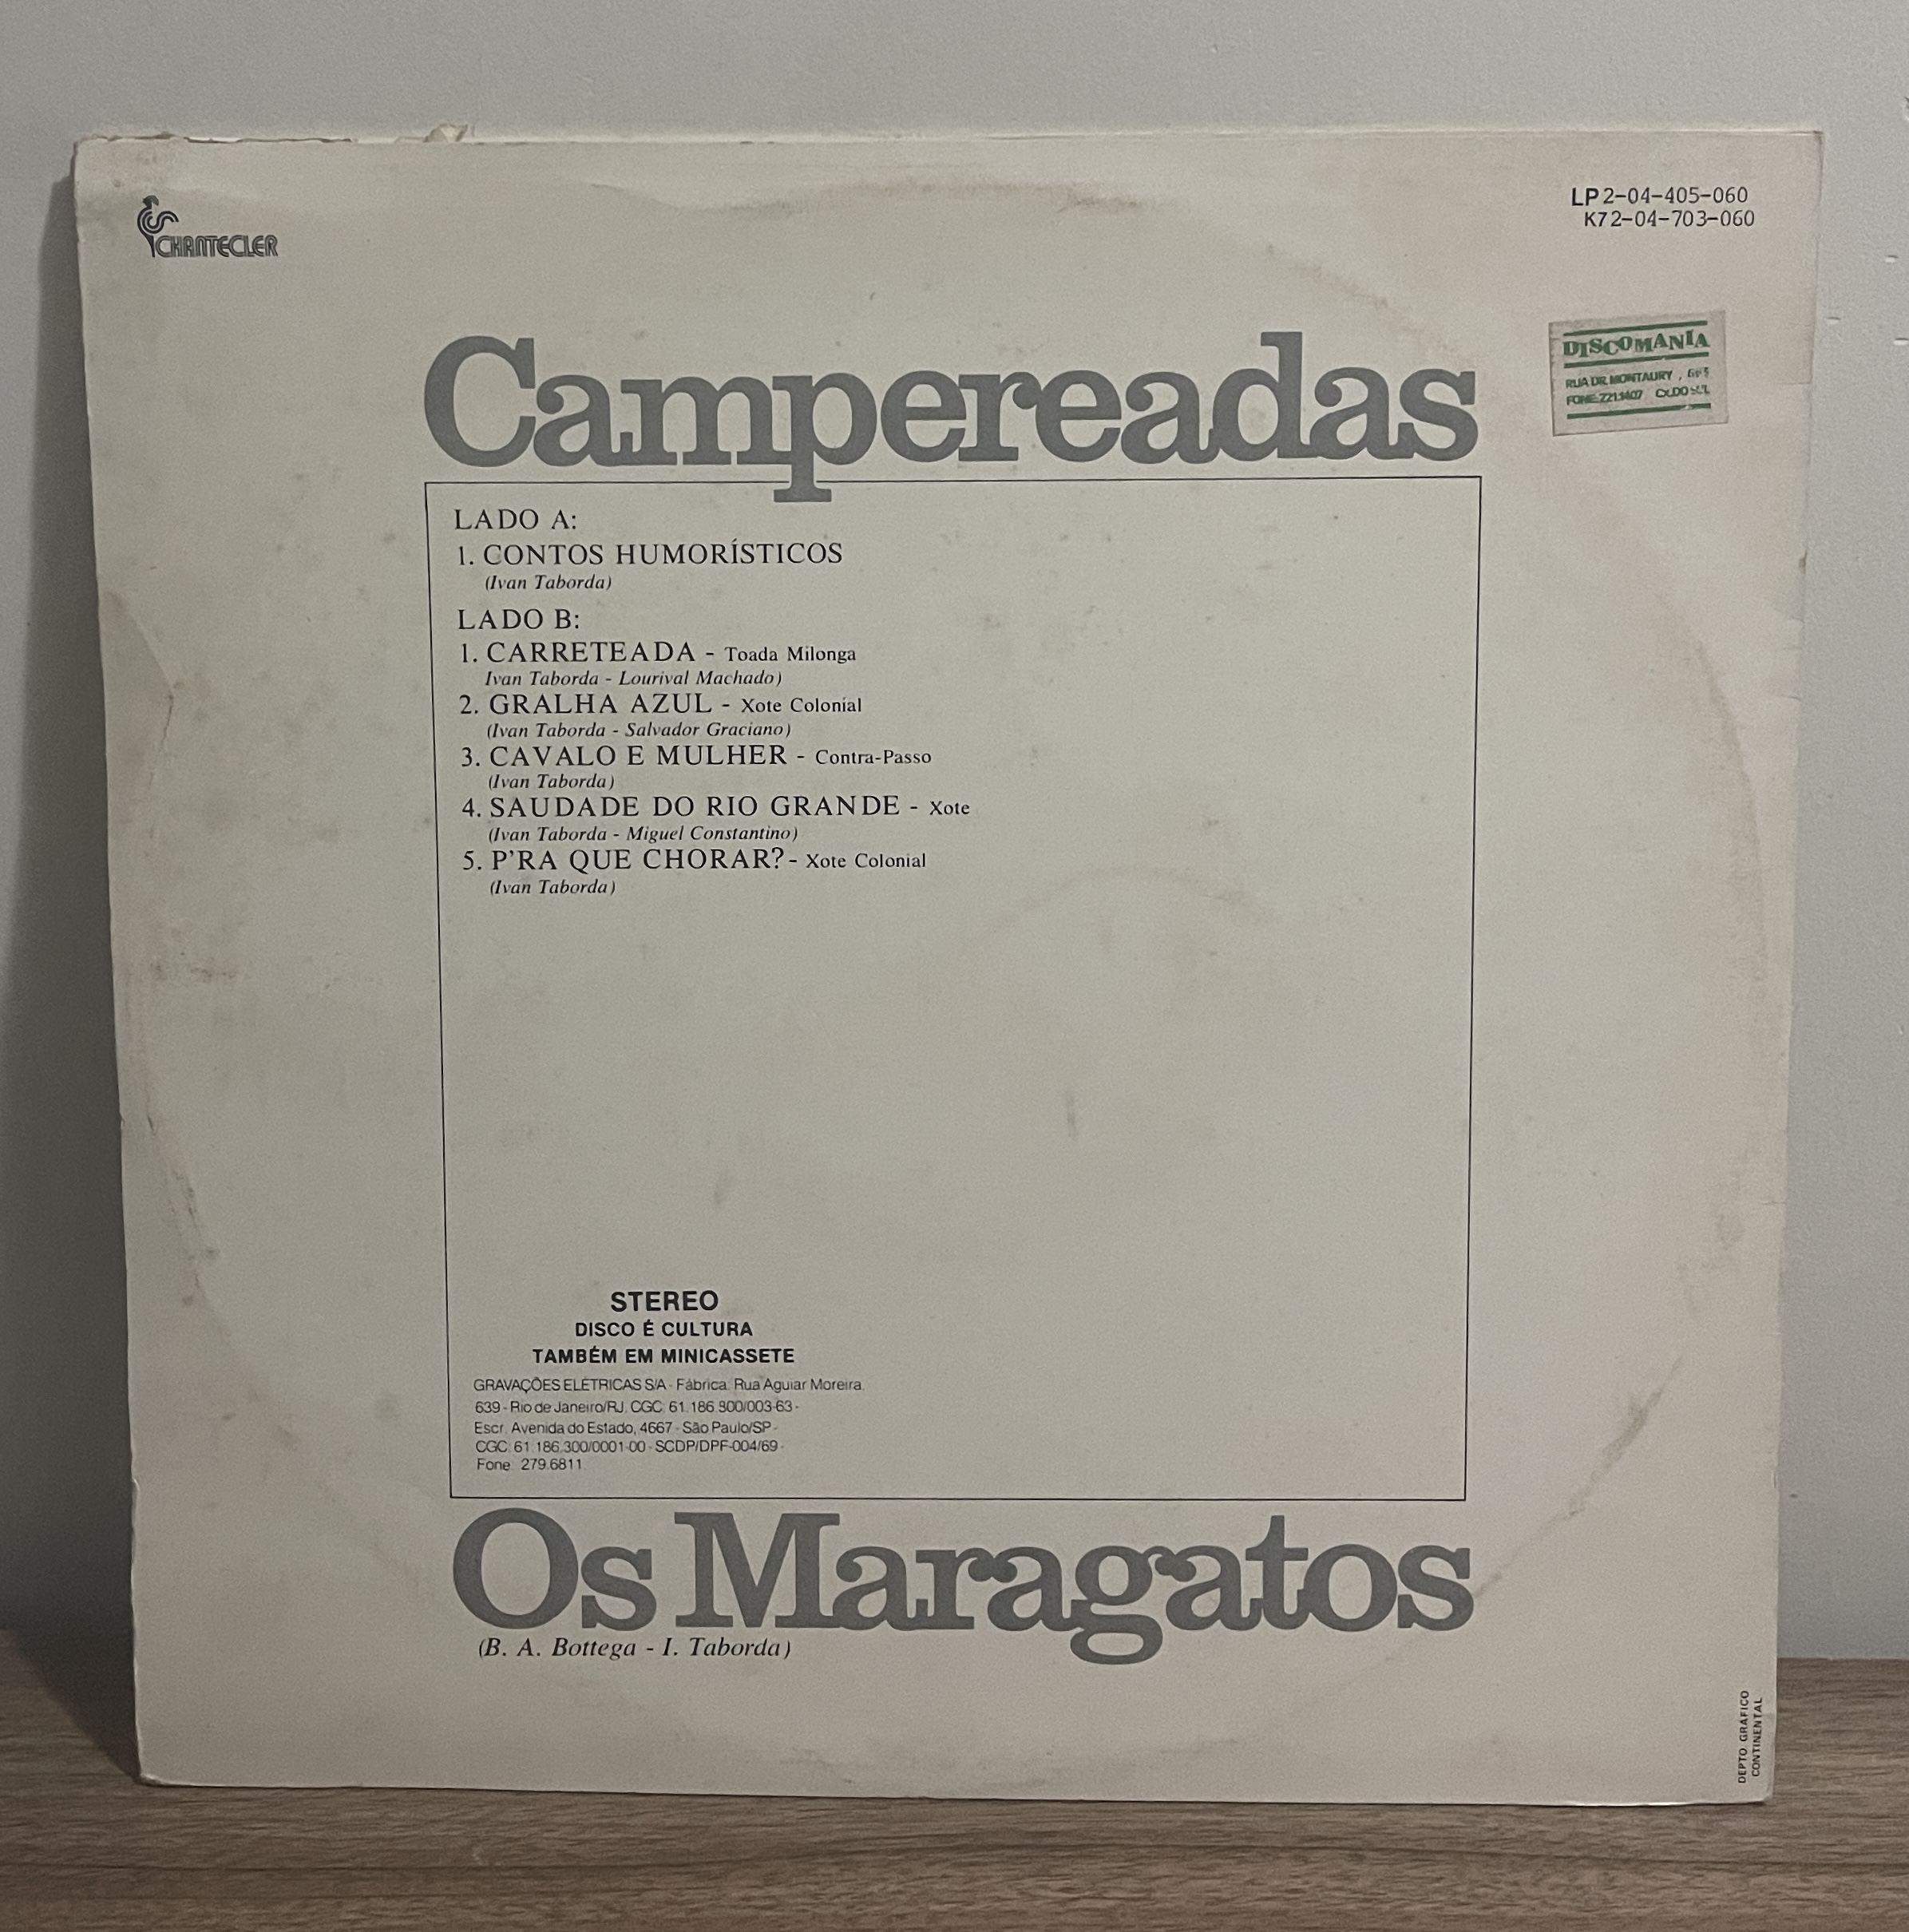 CHANTECLER
LP 2-04-405-060
K7 2-04-703-060
DISCOMANIA
RUA DR. MONTAURY ,
FONE: 221.1407
Campereadas
LADO A:
1. CONTOS HUMORÍSTICOS
(Ivan Taborda)
LADO B:
1. CARRETEADA - Toada Milonga
Ivan Taborda - Lourival Machado)
2. GRALHA AZUL - Xote Colonial
(Ivan Taborda - Salvador Graciano)
3. CAVALO E MULHER - Contra-Passo
(Ivan Taborda)
4. SAUDADE DO RIO GRANDE - Xote
(Ivan Taborda - Miguel Constantino)
5. P'RA QUE CHORAR? - Xote Colonial
(Ivan Taborda)
STEREO
DISCO É CULTURA
TAMBÉM EM MINICASSETE
GRAVAÇÕES ELÉTRICAS S/A - Fábrica: Rua Aguiar Moreira,
639 - Rio de Janeiro/RJ. CGC: 61.186.300/003-63 -
Escr. Avenida do Estado, 4667 - São Paulo/SP -
CGC: 61.186.300/0001-00 - SCDP/DPF-004/69 -
Fone: 279.6811
Os Maragatos
(B. A. Bottega - I. Taborda)
DEPTO. GRÁFICO
CONTINENTAL